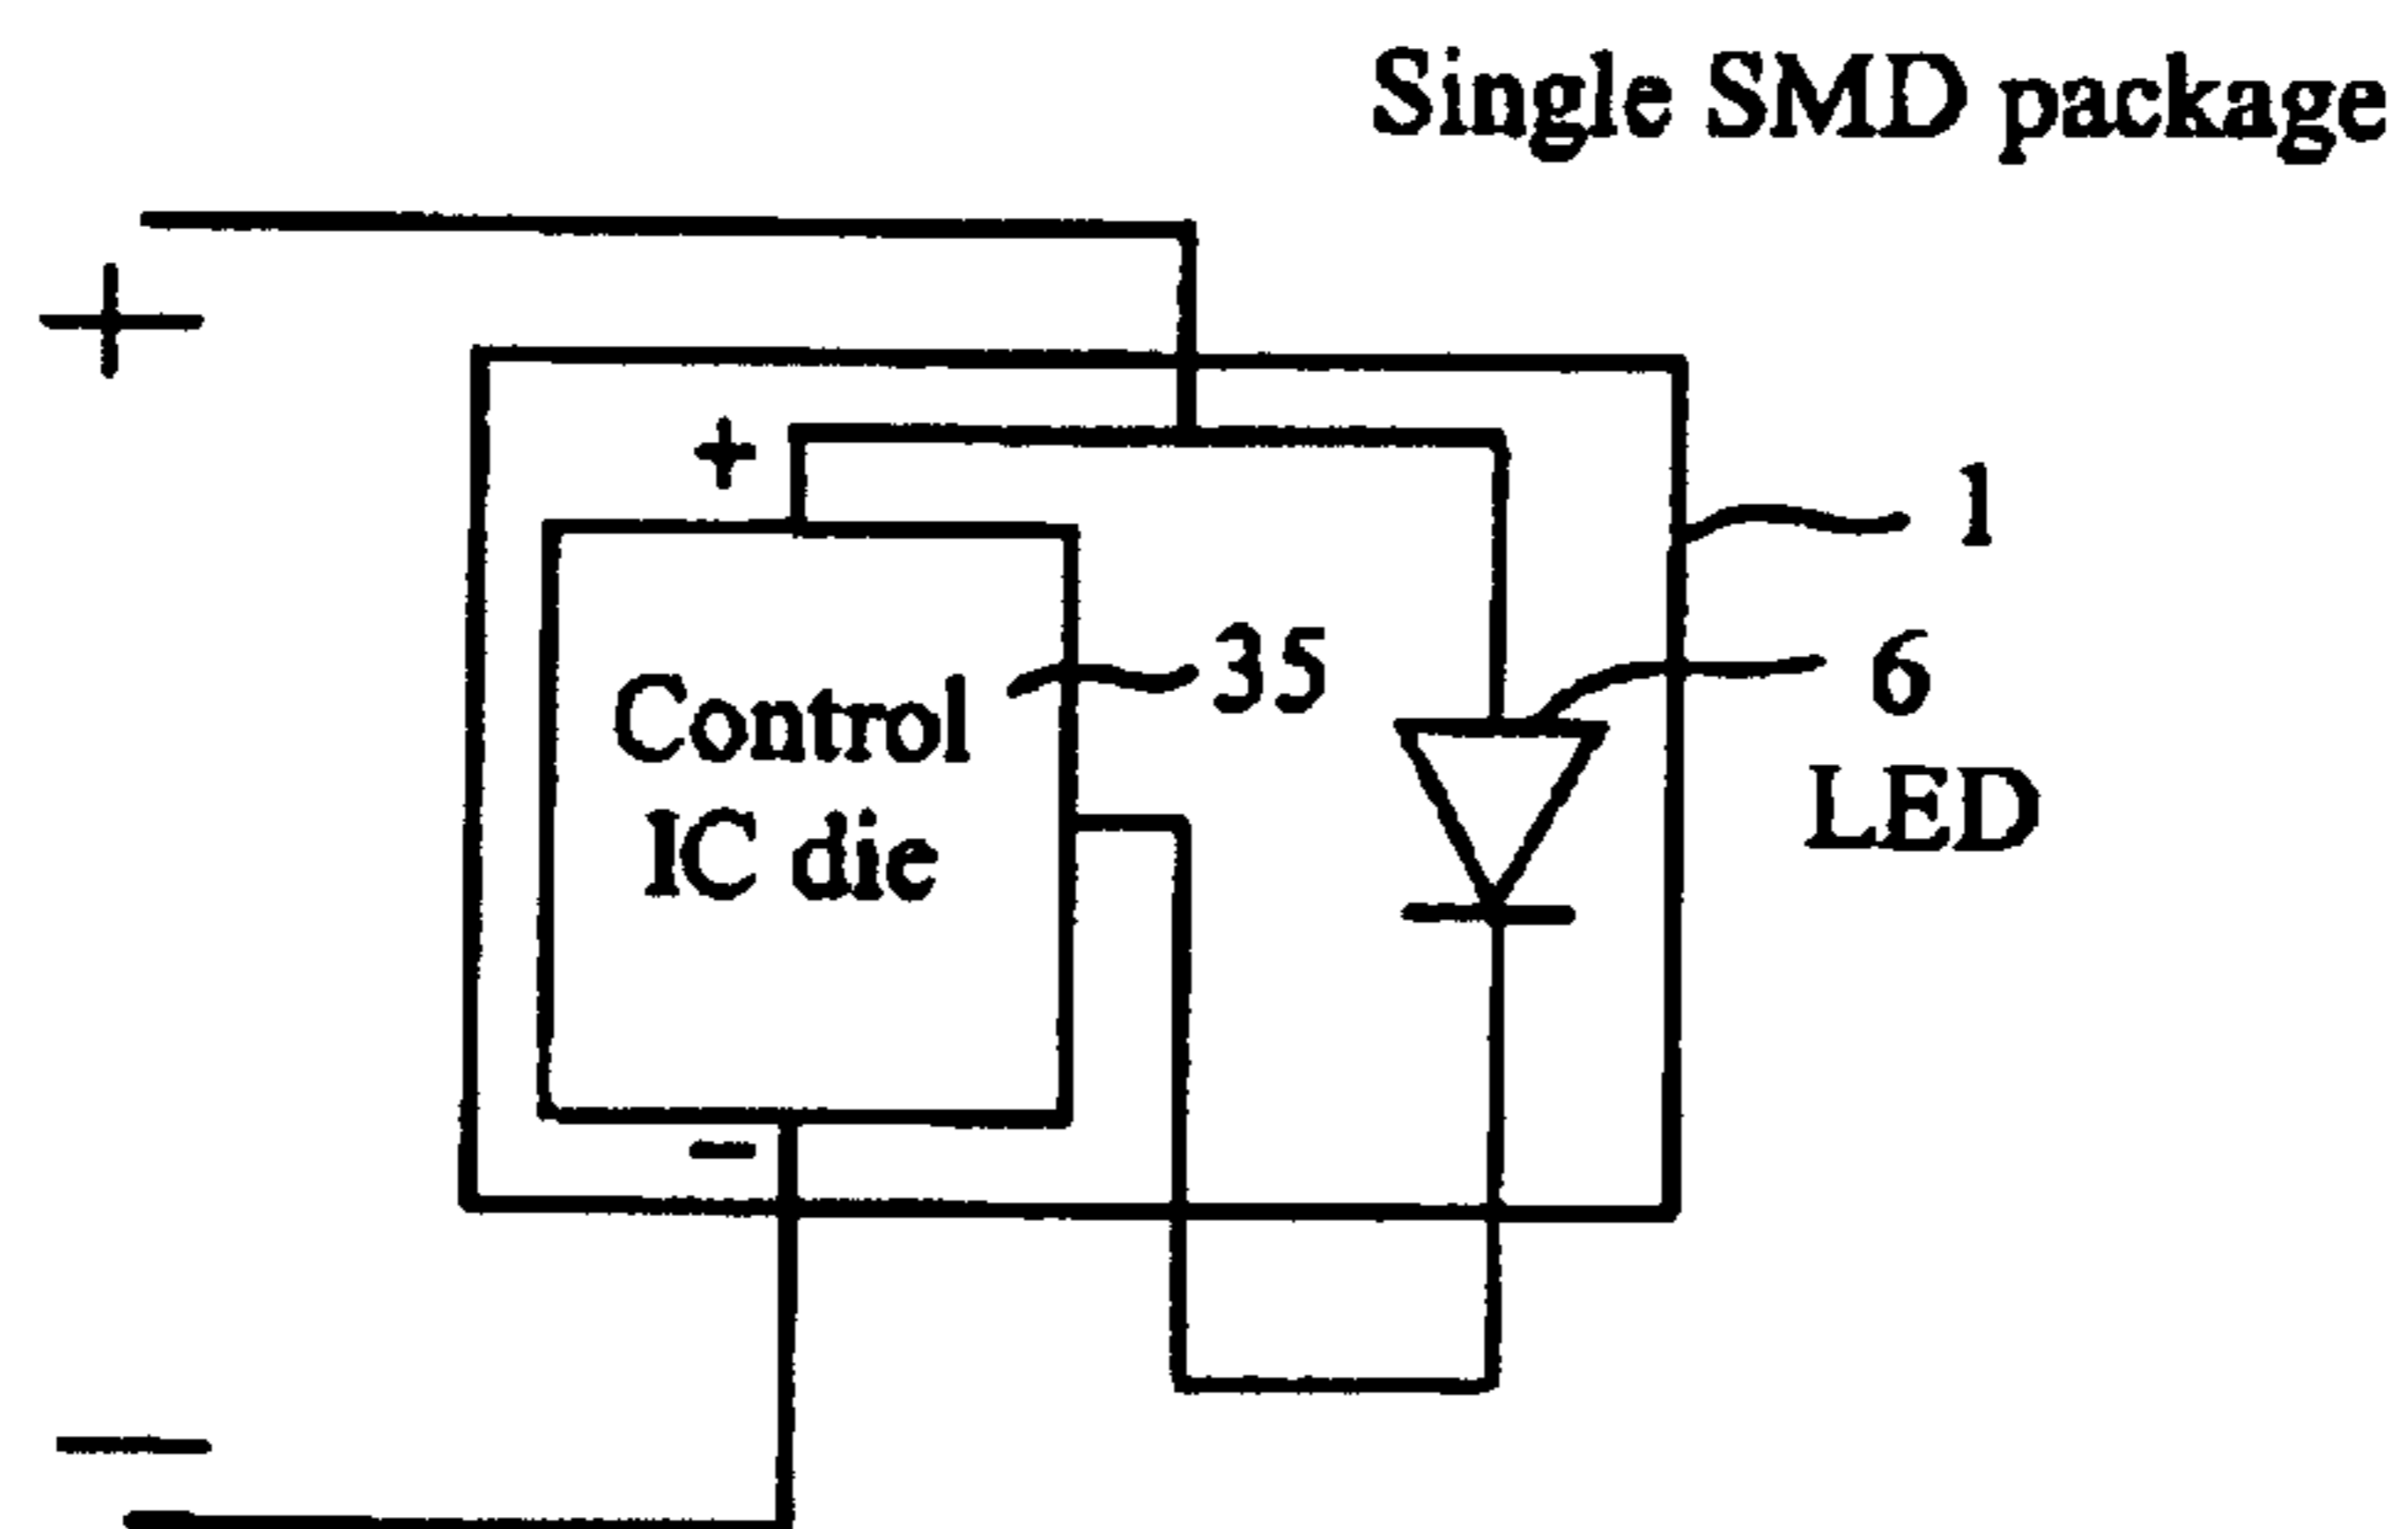 Single SMD package
+
+
1
35
6
LED
Control
IC die
-
-